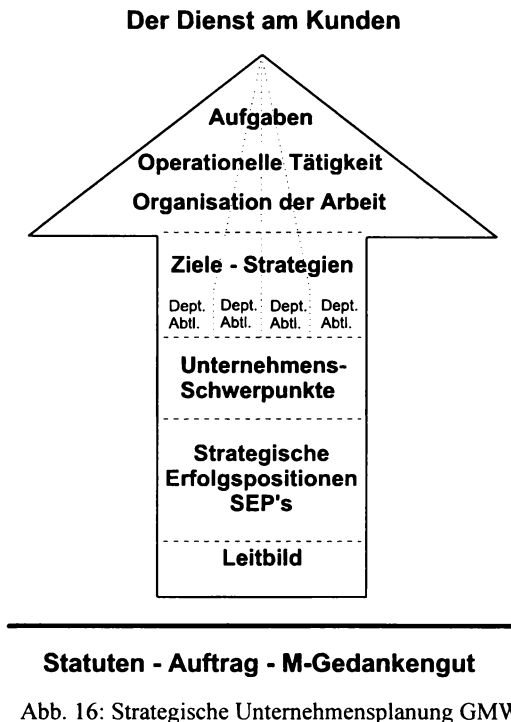 Der Dienst am Kunden
Aufgaben
Operationelle Tätigkeit
Organisation der Arbeit
Ziele - Strategien
Dept. Dept. Dept. Dept.
Abtl. Abtl. Abtl. Abtl.
Unternehmens-
Schwerpunkte
Strategische
Erfolgspositionen
SEP's
Leitbild
Statuten - Auftrag - M-Gedankengut
Abb. 16: Strategische Unternehmensplanung GMW